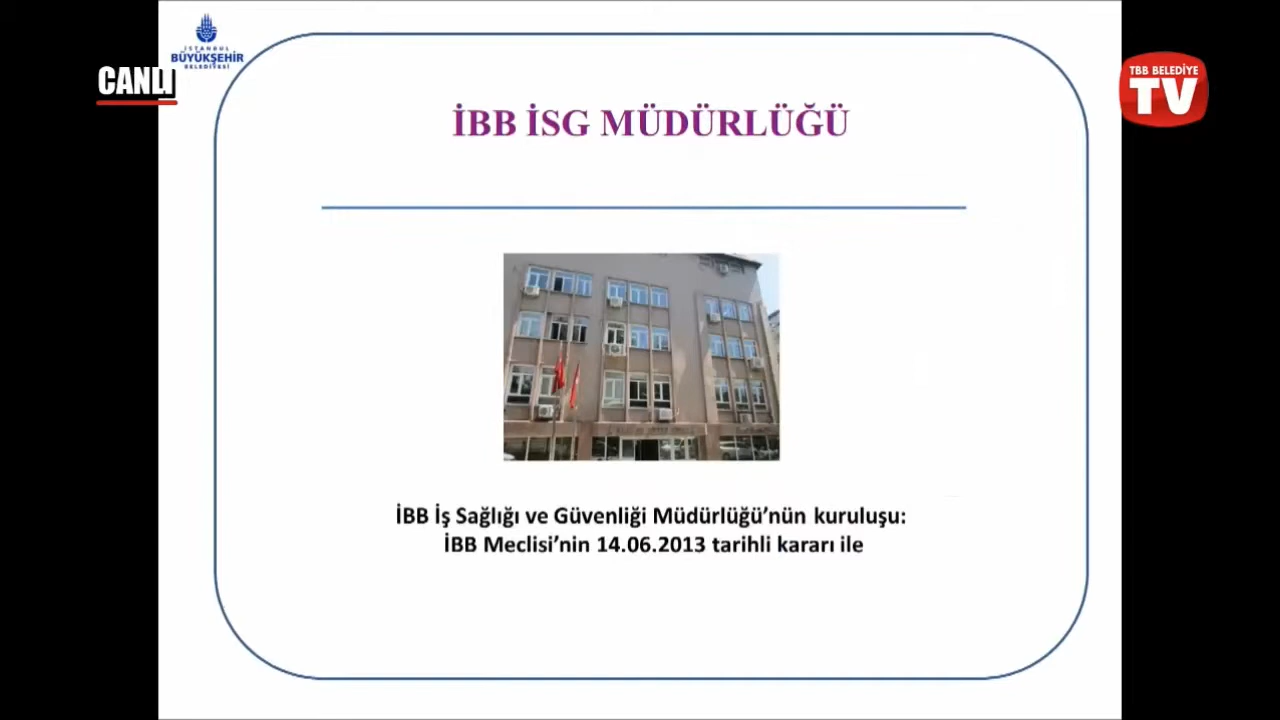 İSTANBUL
BÜYÜKŞEHİR
BELEDİYESİ
CANLI
TBB BELEDİYE
TV
İBB İSG MÜDÜRLÜĞÜ
İBB İş Sağlığı ve Güvenliği Müdürlüğü’nün kuruluşu:
İBB Meclisi’nin 14.06.2013 tarihli kararı ile